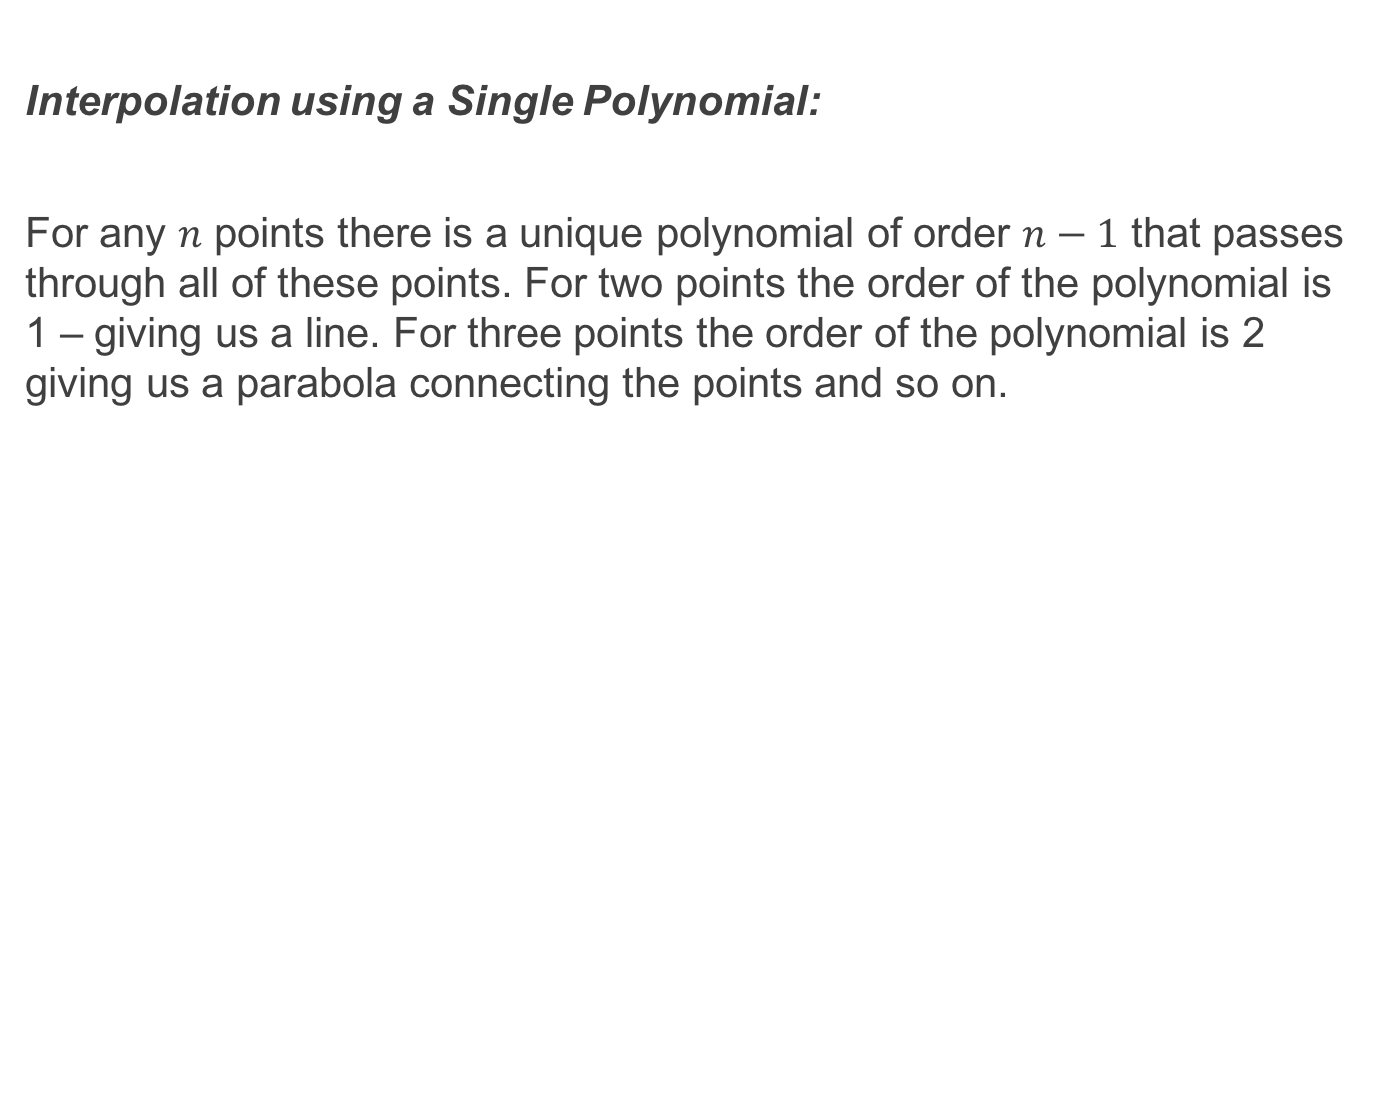 Interpolation using a Single Polynomial:
For any n points there is a unique polynomial of order n − 1 that passes
through all of these points. For two points the order of the polynomial is
1 – giving us a line. For three points the order of the polynomial is 2
giving us a parabola connecting the points and so on.